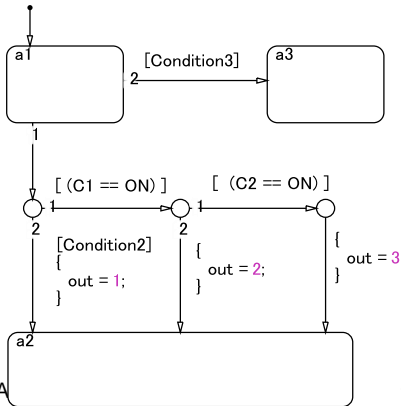 a1
a3
[Condition3]
2
1
[ (C1 == ON) ]
[ (C2 == ON) ]
1
1
2
2
[Condition2]
{
out = 1;
}
{
out = 2;
}
{
out = 3
}
a2
A